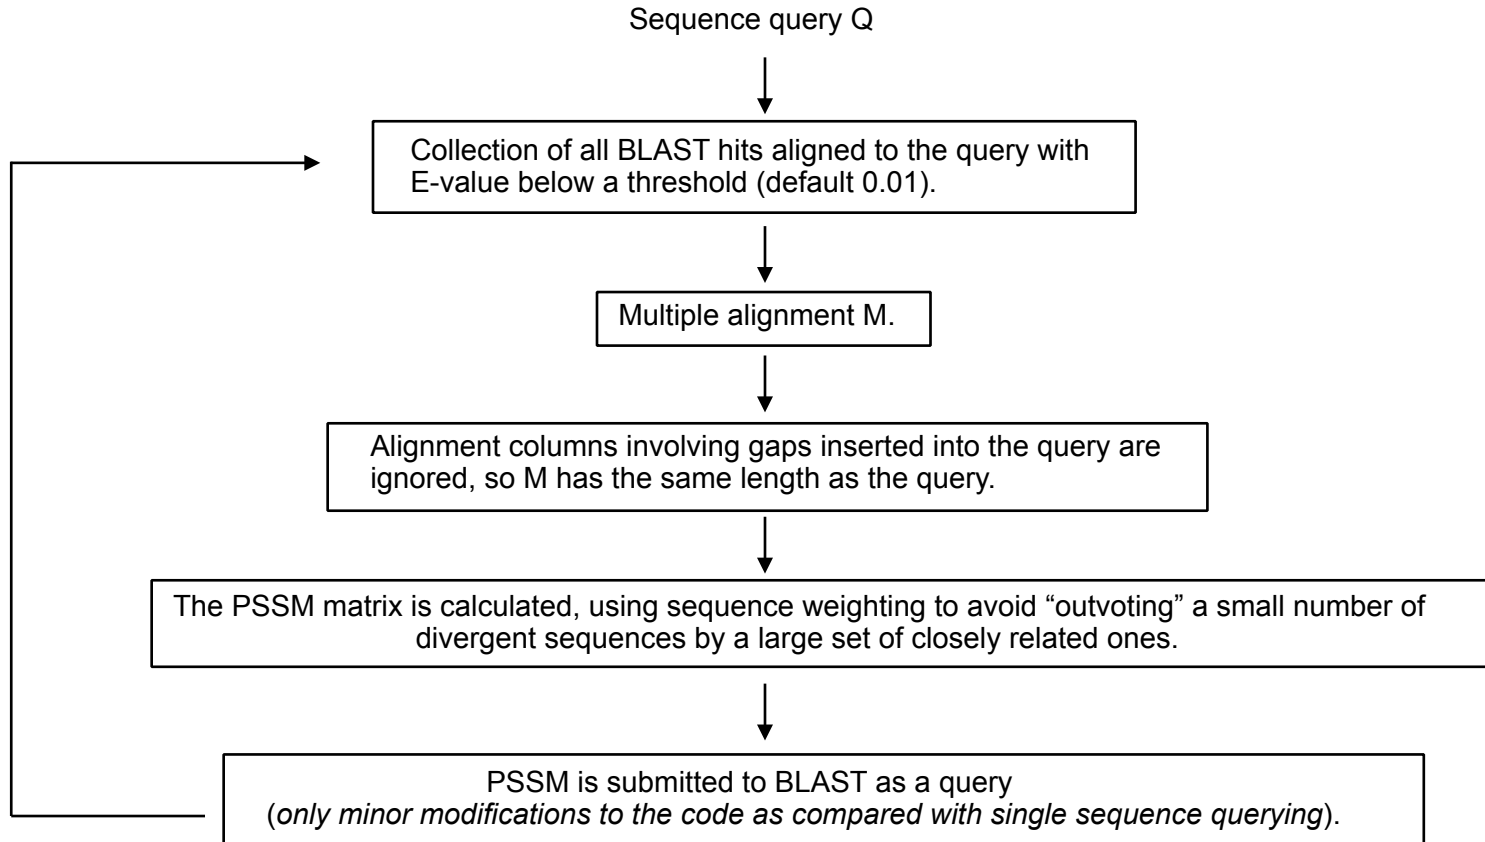 Sequence query Q
Collection of all BLAST hits aligned to the query with
E-value below a threshold (default 0.01).
Multiple alignment M.
Alignment columns involving gaps inserted into the query are
ignored, so M has the same length as the query.
The PSSM matrix is calculated, using sequence weighting to avoid “outvoting” a small number of
divergent sequences by a large set of closely related ones.
PSSM is submitted to BLAST as a query
(only minor modifications to the code as compared with single sequence querying).